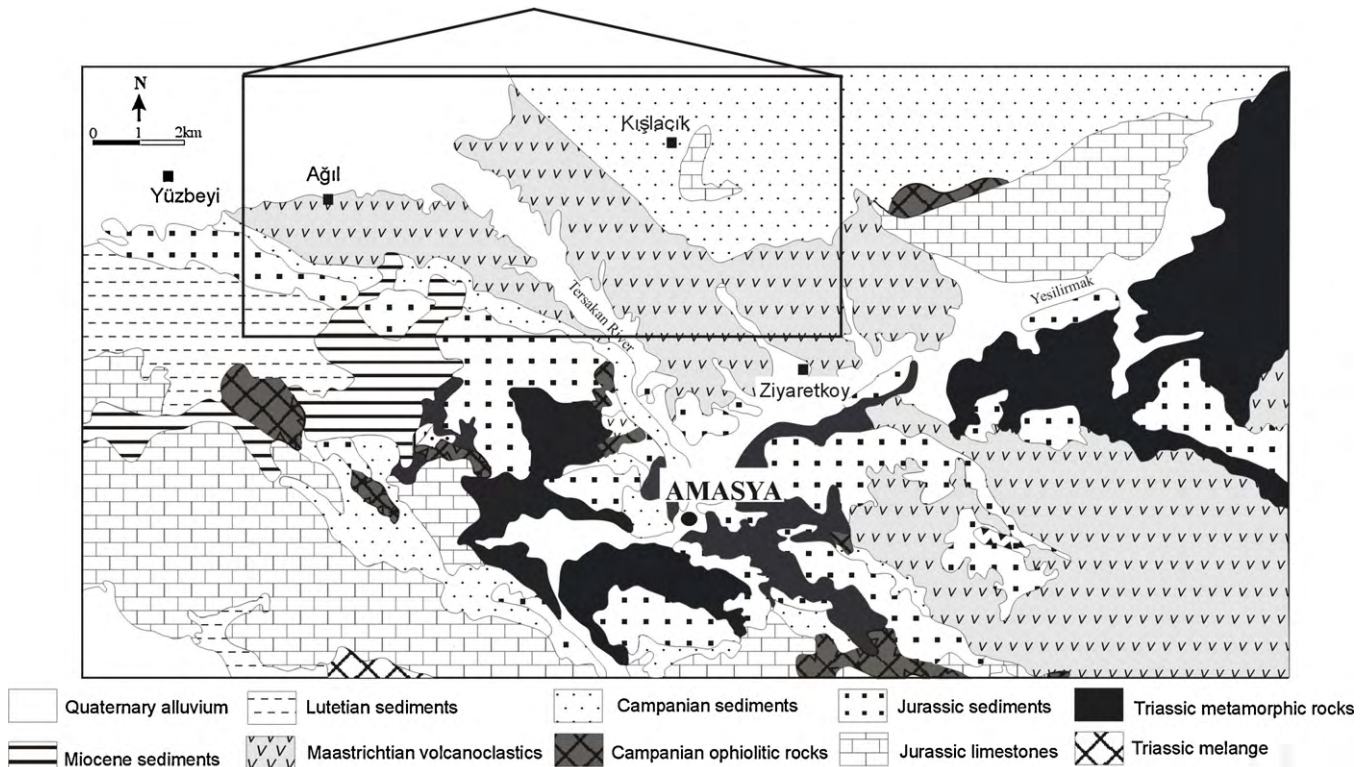 N
0 1 2km
Kışlaçık
Ağıl
Yüzbeyi
Tersakan River
Yesilirmak
Ziyaretkoy
AMASYA
Quaternary alluvium
Lutetian sediments
Campanian sediments
Jurassic sediments
Triassic metamorphic rocks
Miocene sediments
Maastrichtian volcanoclastics
Campanian ophiolitic rocks
Jurassic limestones
Triassic melange